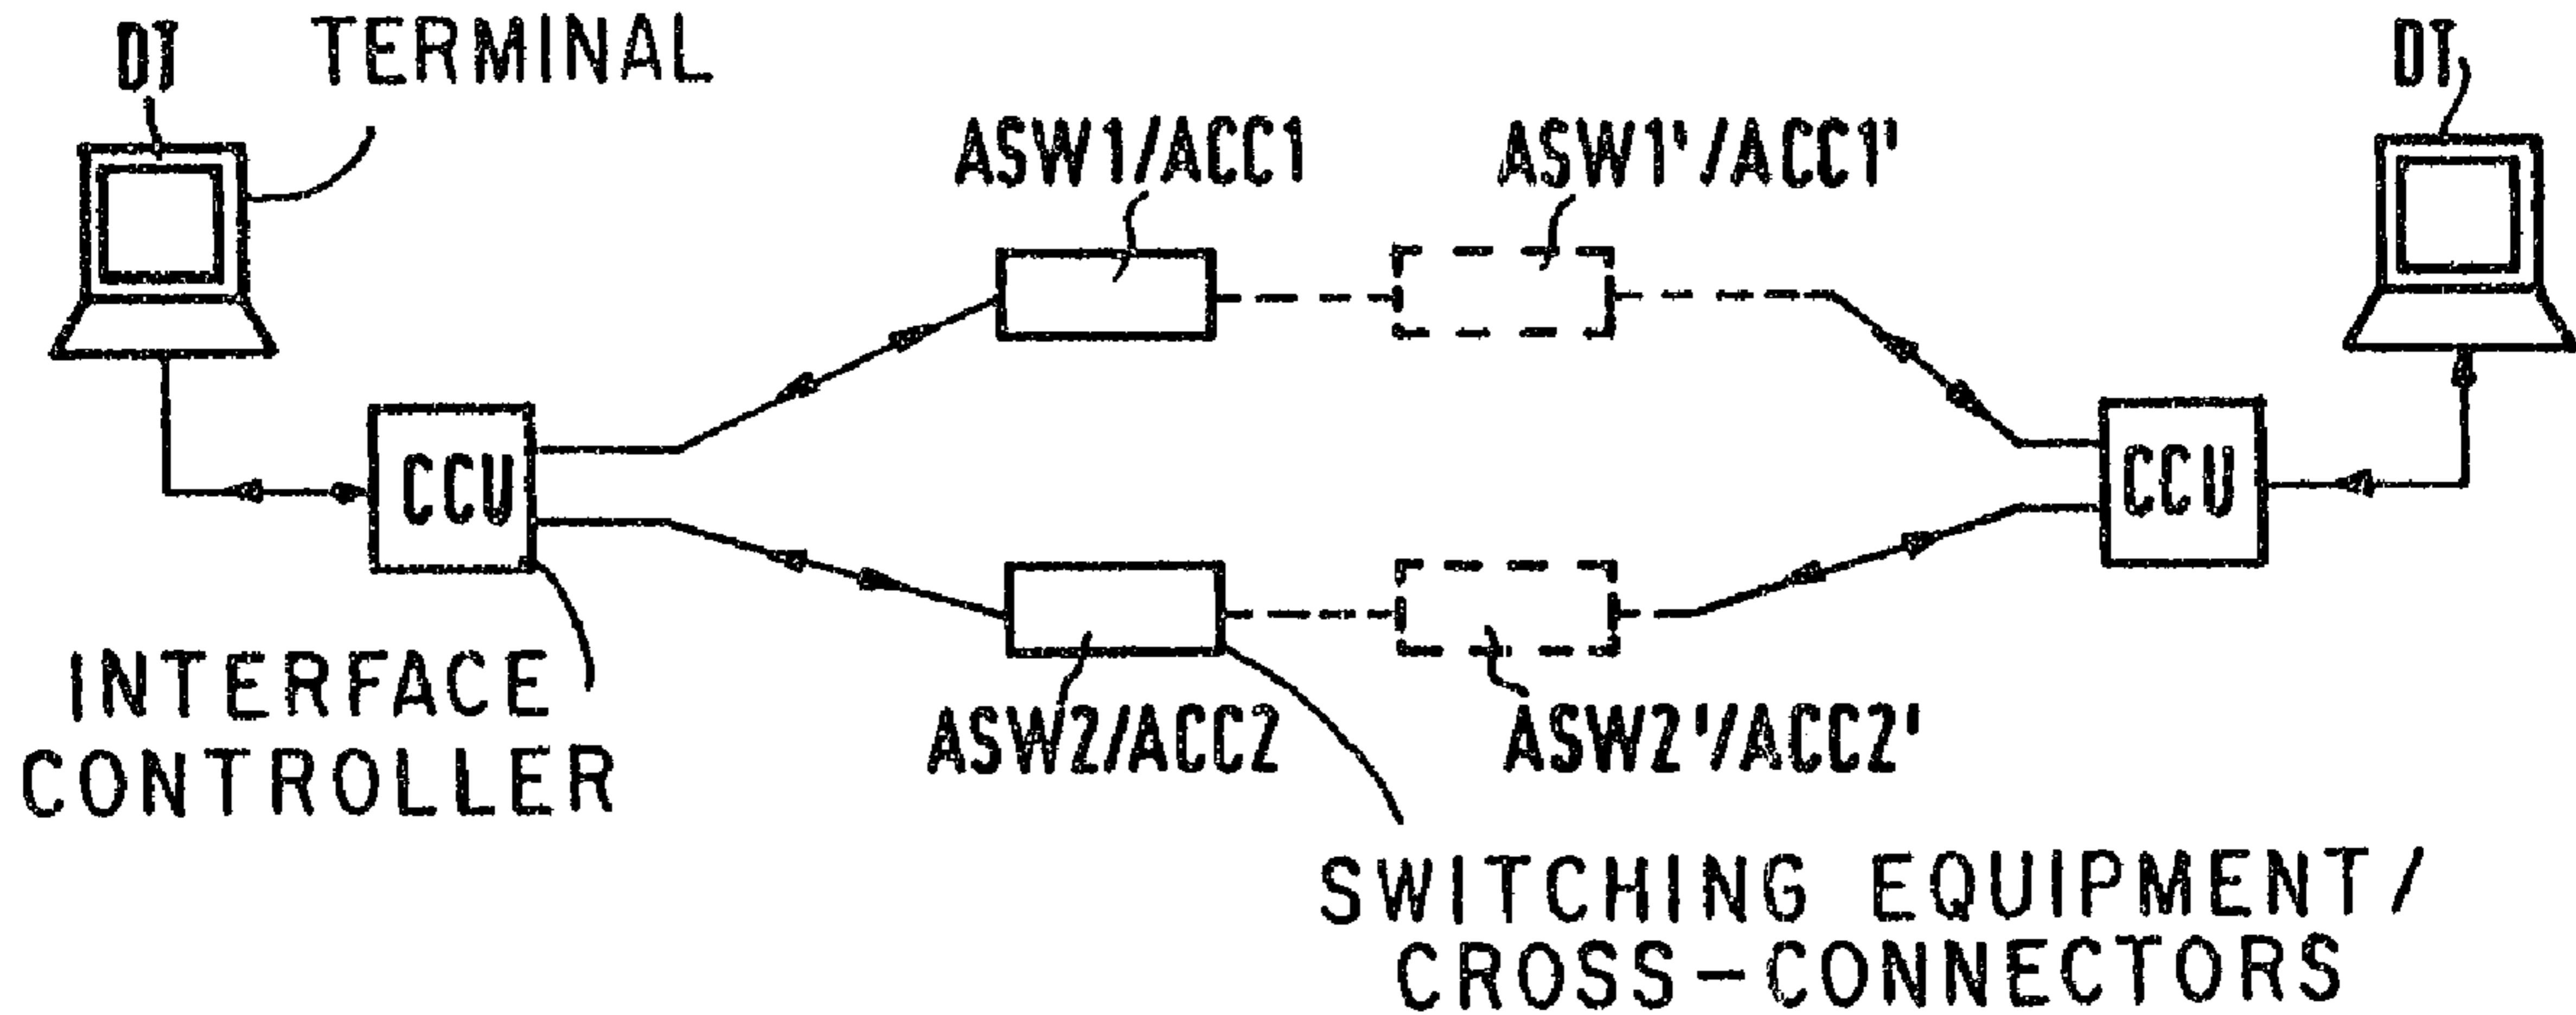 DT TERMINAL
DT
ASW1/ACC1
ASW1'/ACC1'
CCU
CCU
INTERFACE
CONTROLLER
ASW2/ACC2
ASW2'/ACC2'
SWITCHING EQUIPMENT/
CROSS-CONNECTORS